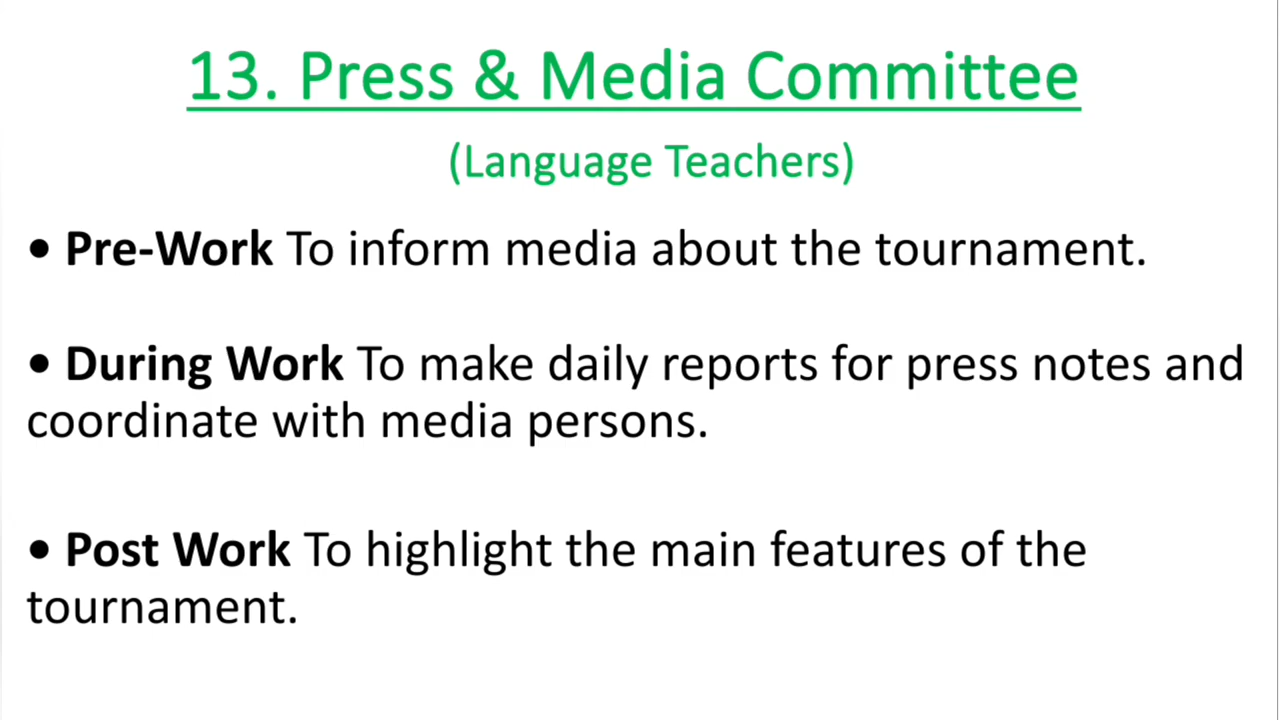 13. Press & Media Committee
(Language Teachers)
• Pre-Work To inform media about the tournament.
• During Work To make daily reports for press notes and
coordinate with media persons.
• Post Work To highlight the main features of the
tournament.